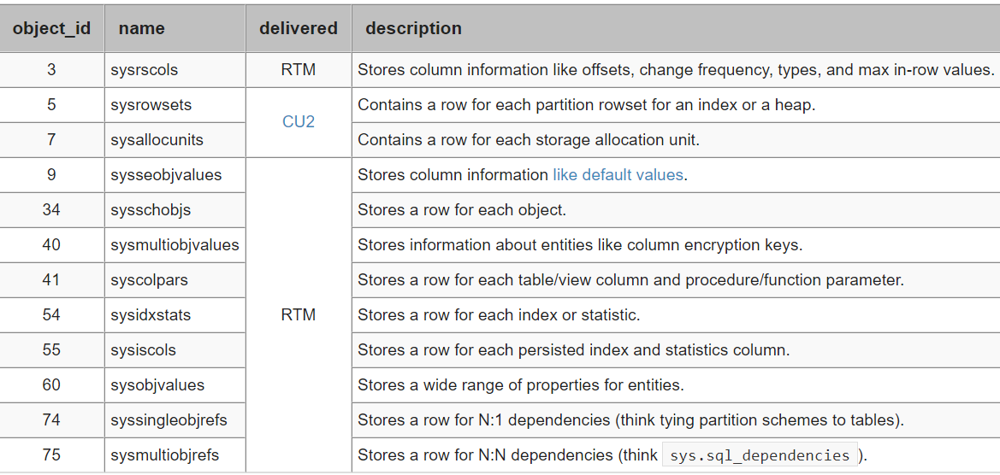 object_id name delivered description
3 sysrscols RTM Stores column information like offsets, change frequency, types, and max in-row values.
5 sysrowsets CU2 Contains a row for each partition rowset for an index or a heap.
7 sysallocunits Contains a row for each storage allocation unit.
9 sysseobjvalues RTM Stores column information like default values.
34 sysschobjs Stores a row for each object.
40 sysmultiobjvalues Stores information about entities like column encryption keys.
41 syscolpars Stores a row for each table/view column and procedure/function parameter.
54 sysidxstats Stores a row for each index or statistic.
55 sysiscols Stores a row for each persisted index and statistics column.
60 sysobjvalues Stores a wide range of properties for entities.
74 syssingleobjrefs Stores a row for N:1 dependencies (think tying partition schemes to tables).
75 sysmultiobjrefs Stores a row for N:N dependencies (think sys.sql_dependencies).